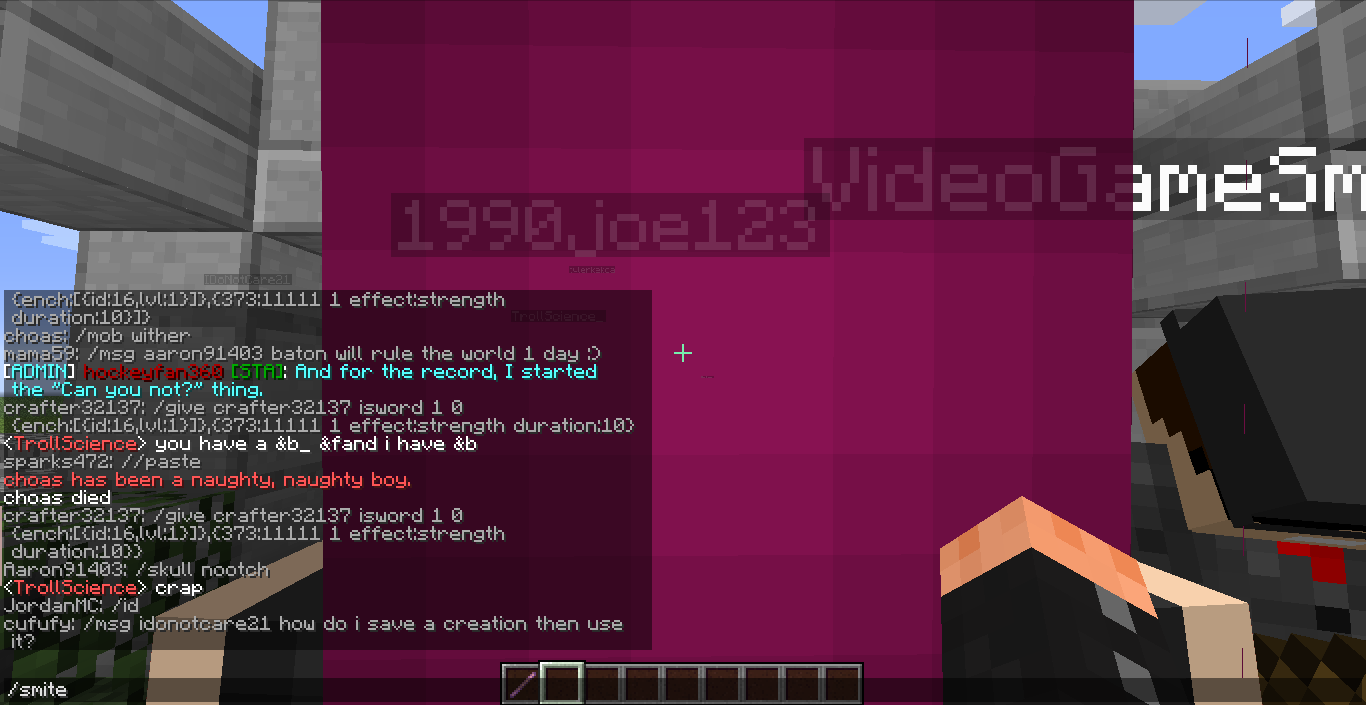 VideoGameSm
1990joe123
IDoNotCare21
{ench:[{id:16,lvl:1}]},{373:11111 1 effect:strength
duration:10}]}
choas: /mob wither
TrollScience_
mama59: /msg aaron91403 baton will rule the world 1 day :)
[ADMIN] hockeyfan360 [STA]: And for the record, I started
the "Can you not?" thing.
crafter32137: /give crafter32137 isword 1 0
{ench:[{id:16,lvl:1}]},{373:11111 1 effect:strength duration:10}
<TrollScience> you have a &b_ &fand i have &b
sparks472: //paste
choas has been a naughty, naughty boy.
choas died
crafter32137: /give crafter32137 isword 1 0
{ench:[{id:16,lvl:1}]},{373:11111 1 effect:strength
duration:10}}
Aaron91403: /skull nootch
<TrollScience> crap
JordanMC: /id
cufufy: /msg idonotcare21 how do i save a creation then use
it?
/smite